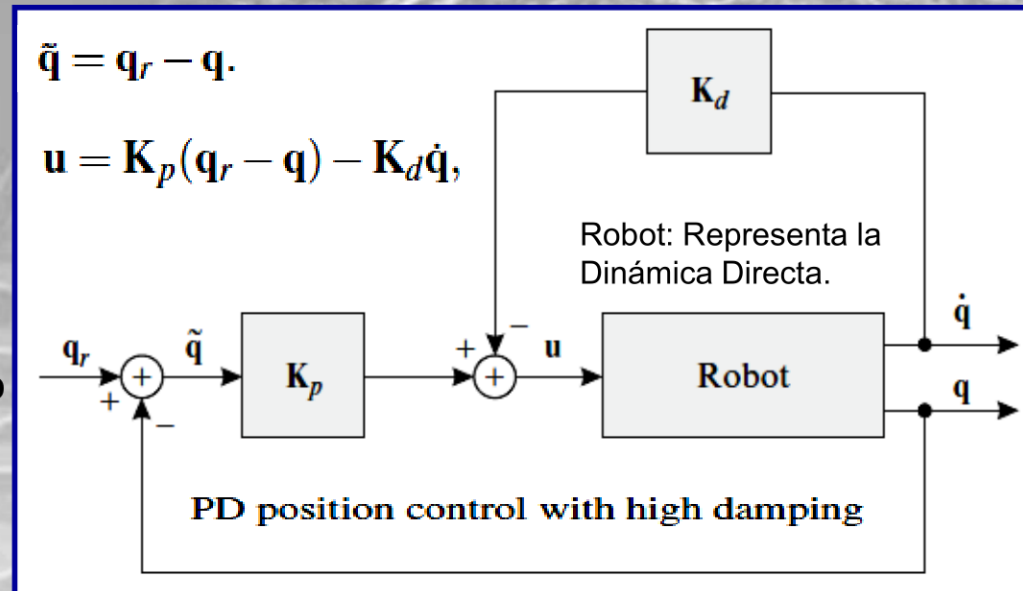 q̃ = q_r − q.
u = K_p(q_r − q) − K_d q̇,
K_d
Robot: Representa la
Dinámica Directa.
q̇
q_r
+
+
−
q̃
K_p
+
−
+
u
Robot
q
PD position control with high damping